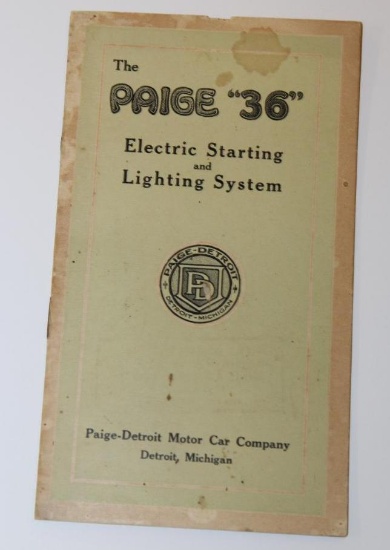 The
PAIGE "36"
Electric Starting
and
Lighting System
PAIGE-DETROIT
PD
DETROIT-MICHIGAN
Paige-Detroit Motor Car Company
Detroit, Michigan